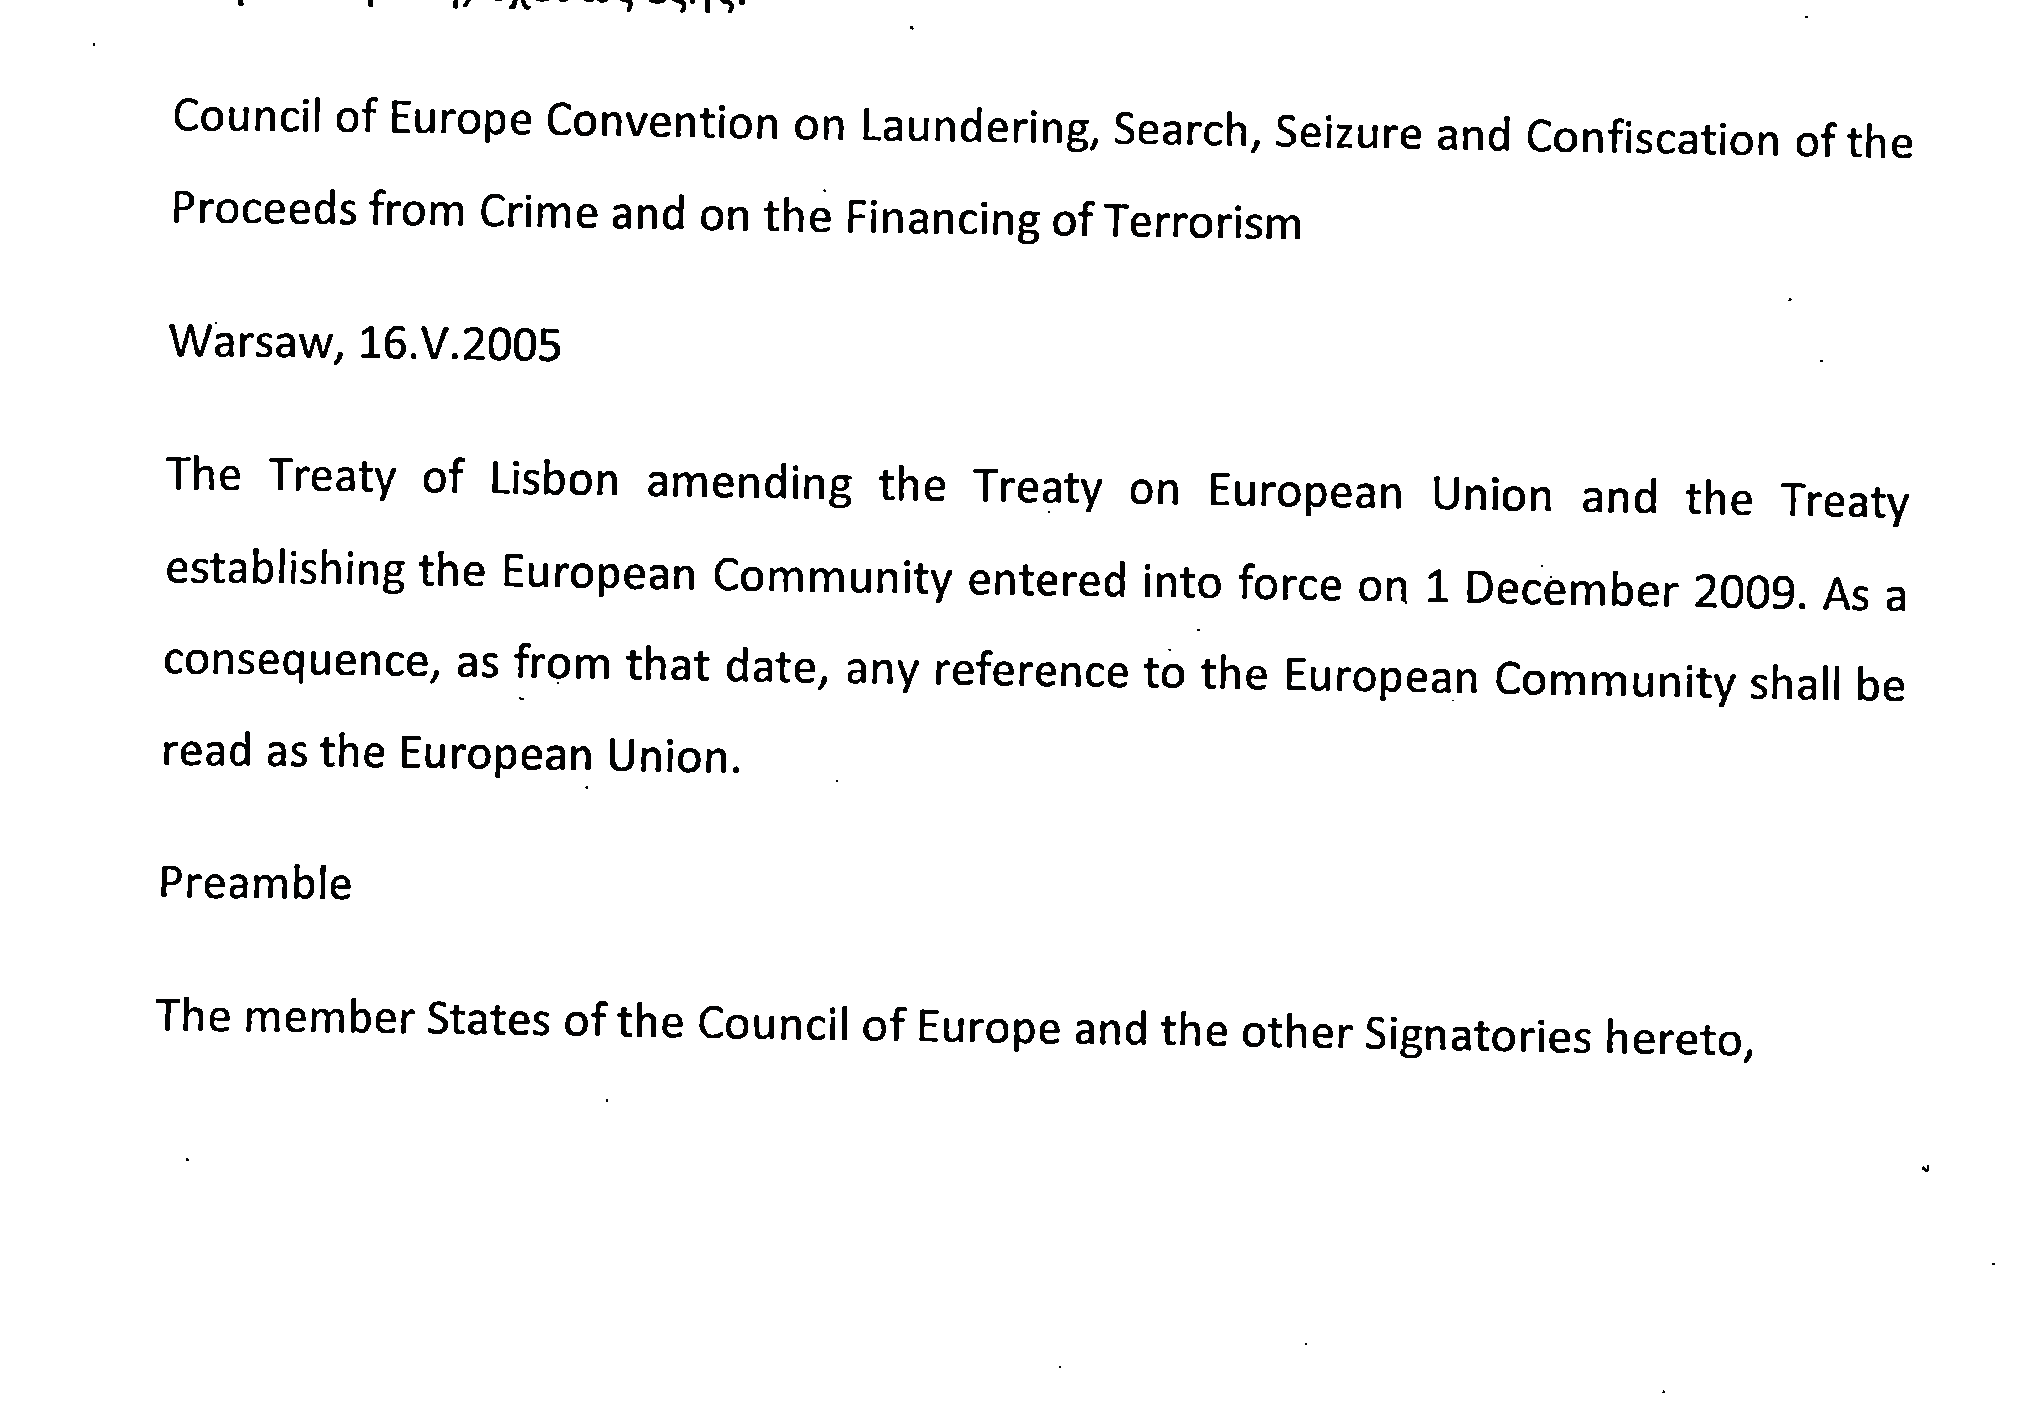 Council of Europe Convention on Laundering, Search, Seizure and Confiscation of the
Proceeds from Crime and on the Financing of Terrorism
Warsaw, 16.V.2005
The Treaty of Lisbon amending the Treaty on European Union and the Treaty
establishing the European Community entered into force on 1 December 2009. As a
consequence, as from that date, any reference to the European Community shall be
read as the European Union.
Preamble
The member States of the Council of Europe and the other Signatories hereto,